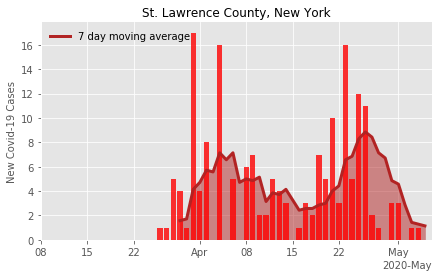 St. Lawrence County, New York
7 day moving average
New Covid-19 Cases
16
14
12
10
8
6
4
2
0
08 15 22 Apr 08 15 22 May
2020-May